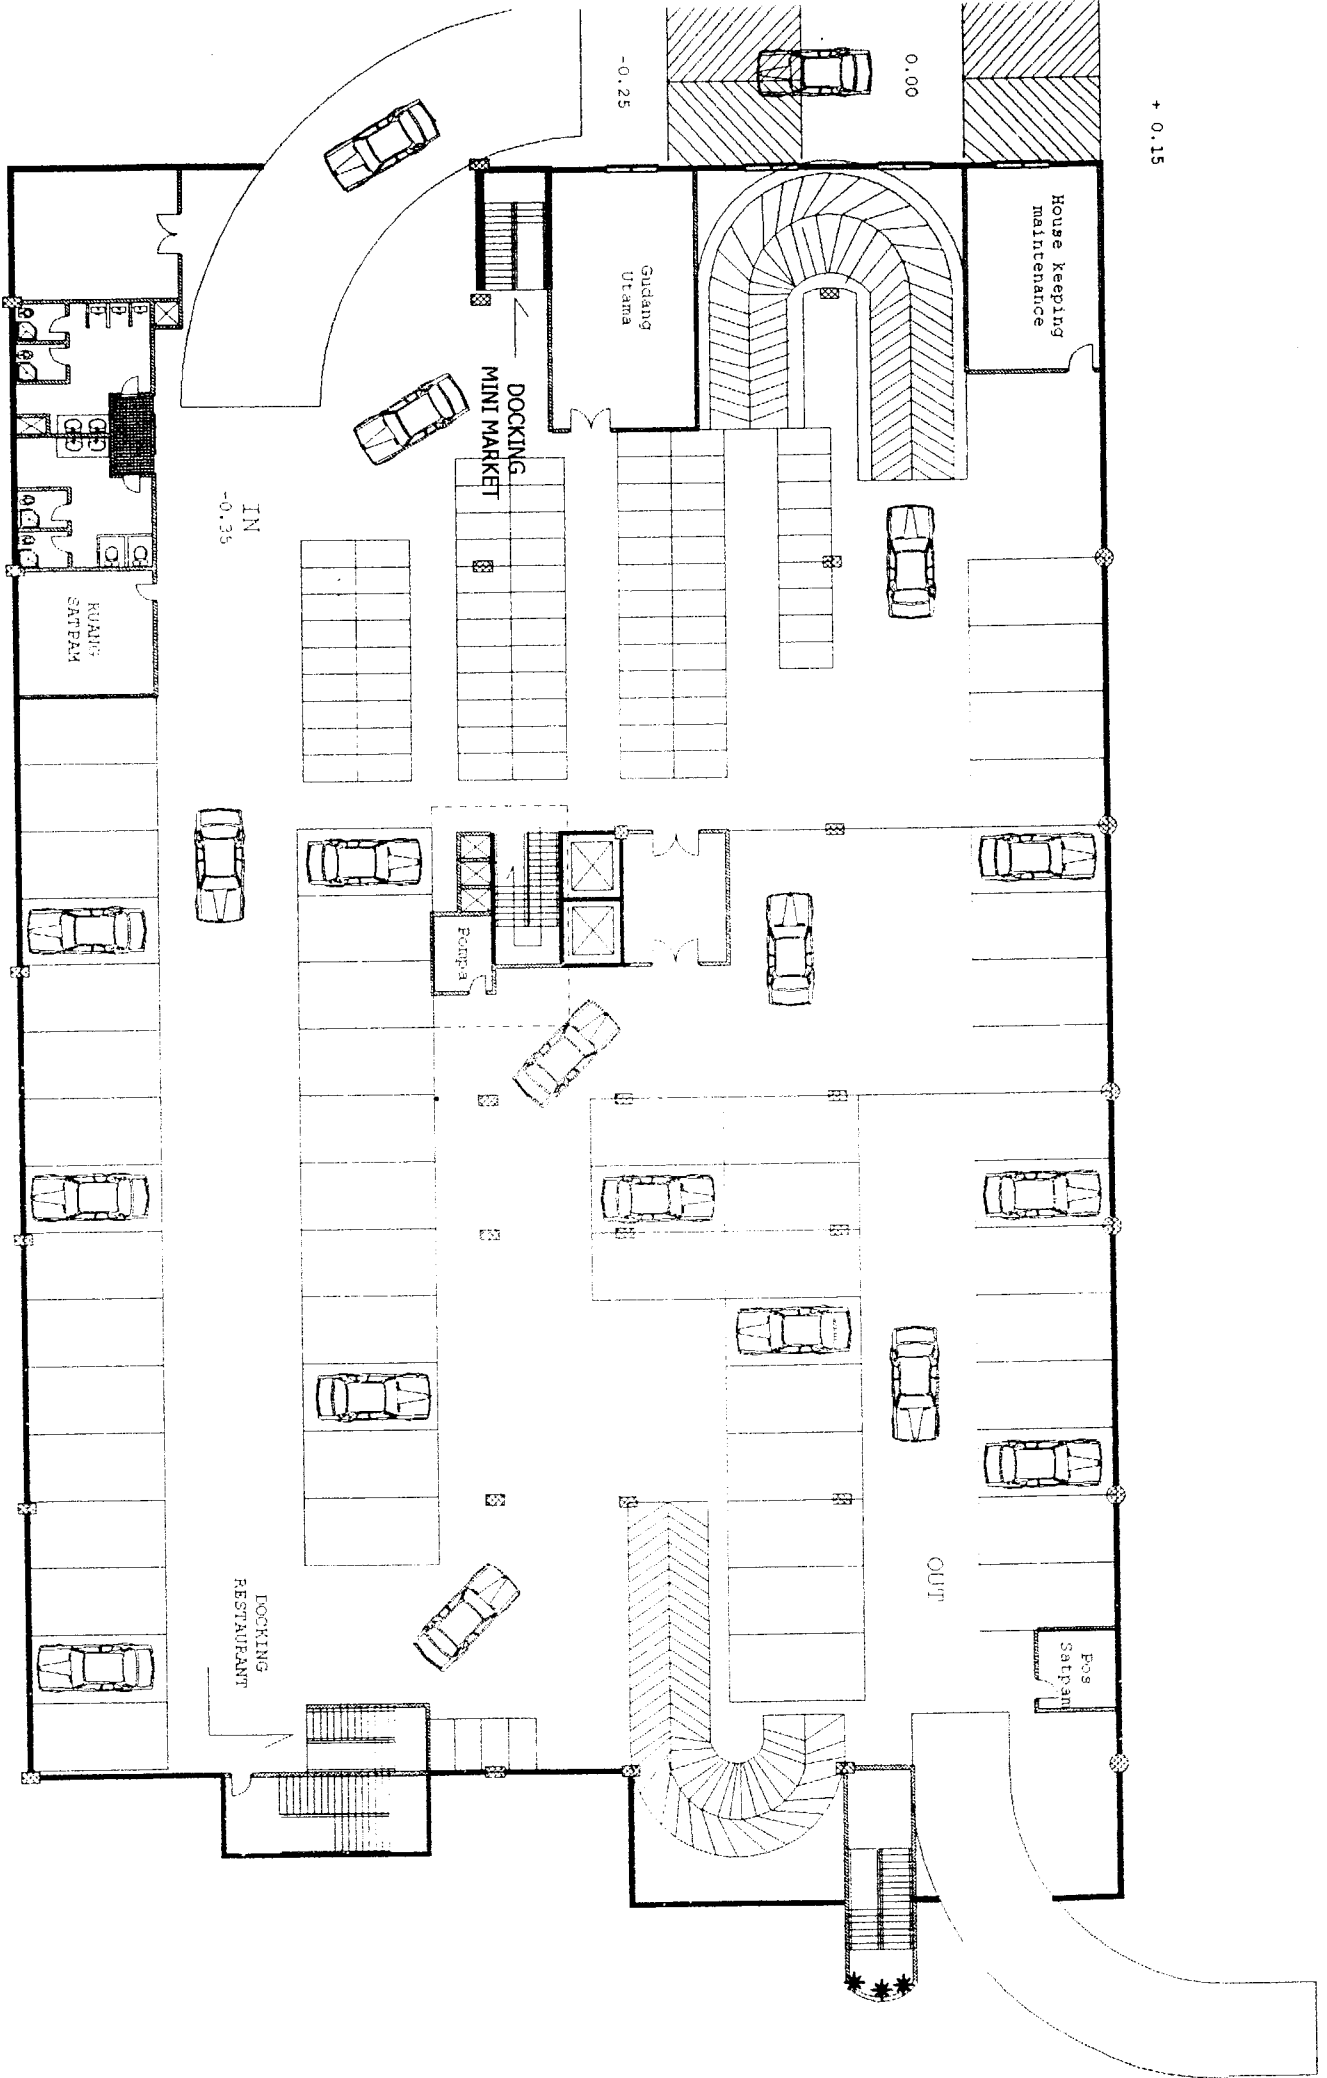 + 0.15
0.00
-0.25
House keeping
maintenance
Gudang
Utama
DOCKING
MINI MARKET
IN
-0.35
RUANG
SATPAM
Pompa
OUT
Pos
Satpam
DOCKING
RESTAURANT